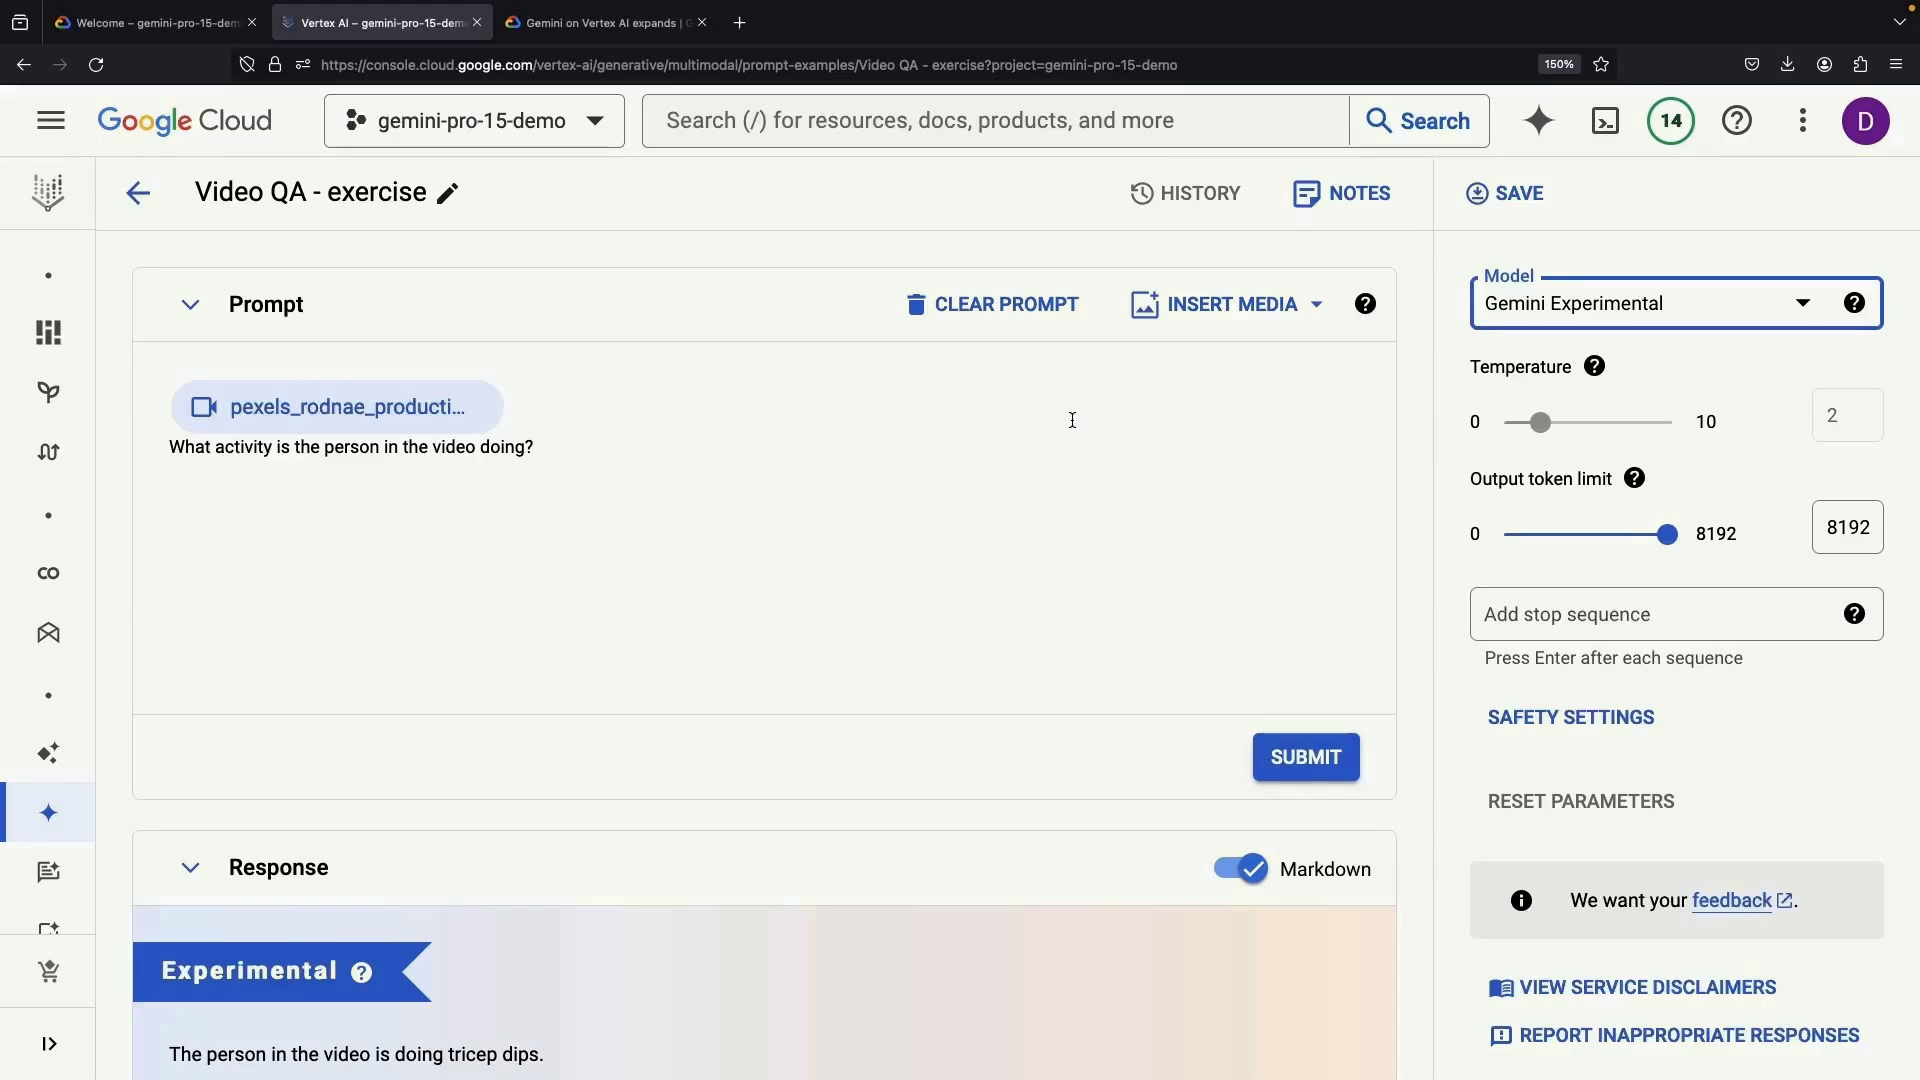 Welcome – gemini-pro-15-dem
Vertex AI – gemini-pro-15-dem
Gemini on Vertex AI expands | G
https://console.cloud.google.com/vertex-ai/generative/multimodal/prompt-examples/Video QA - exercise?project=gemini-pro-15-demo
150%
Google Cloud
gemini-pro-15-demo
Search (/) for resources, docs, products, and more
Search
14
D
Video QA - exercise
HISTORY
NOTES
SAVE
Prompt
CLEAR PROMPT
INSERT MEDIA
pexels_rodnae_producti...
What activity is the person in the video doing?
SUBMIT
Response
Markdown
Experimental
The person in the video is doing tricep dips.
Model
Gemini Experimental
Temperature
0
10
2
Output token limit
0
8192
8192
Add stop sequence
Press Enter after each sequence
SAFETY SETTINGS
RESET PARAMETERS
We want your feedback.
VIEW SERVICE DISCLAIMERS
REPORT INAPPROPRIATE RESPONSES